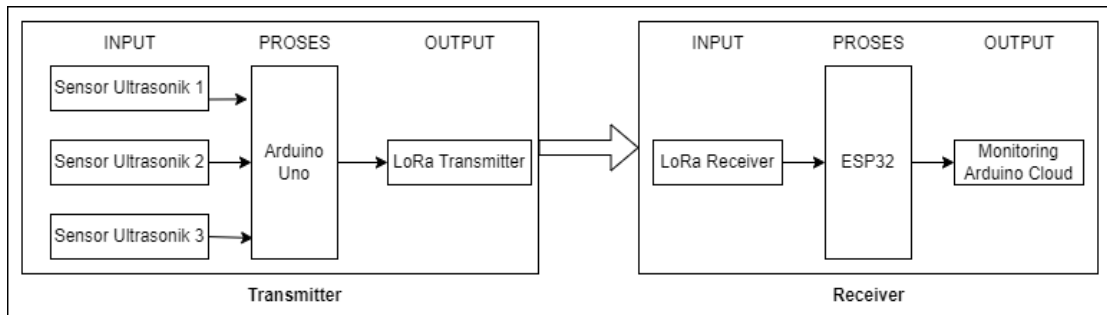 INPUT PROSES OUTPUT
Sensor Ultrasonik 1
Sensor Ultrasonik 2
Sensor Ultrasonik 3
Arduino
Uno
LoRa Transmitter
Transmitter
INPUT PROSES OUTPUT
LoRa Receiver
ESP32
Monitoring
Arduino Cloud
Receiver